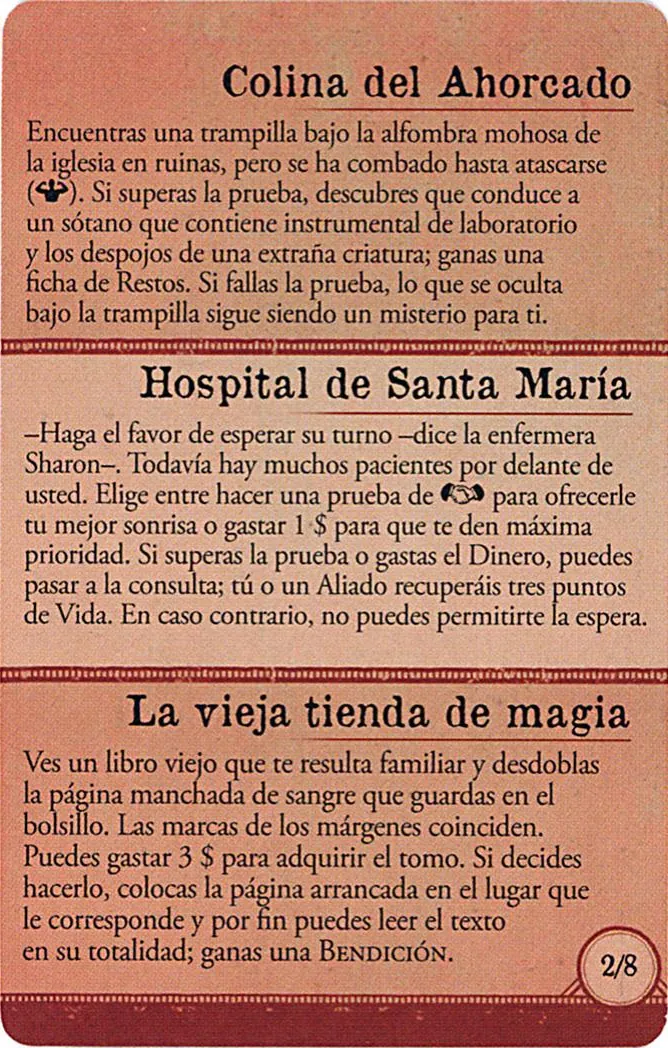 Colina del Ahorcado
Encuentras una trampilla bajo la alfombra mohosa de
la iglesia en ruinas, pero se ha combado hasta atascarse
( ). Si superas la prueba, descubres que conduce a
un sótano que contiene instrumental de laboratorio
y los despojos de una extraña criatura; ganas una
ficha de Restos. Si fallas la prueba, lo que se oculta
bajo la trampilla sigue siendo un misterio para ti.
Hospital de Santa María
–Haga el favor de esperar su turno –dice la enfermera
Sharon–. Todavía hay muchos pacientes por delante de
usted. Elige entre hacer una prueba de para ofrecerle
tu mejor sonrisa o gastar 1 $ para que te den máxima
prioridad. Si superas la prueba o gastas el Dinero, puedes
pasar a la consulta; tú o un Aliado recuperáis tres puntos
de Vida. En caso contrario, no puedes permitirte la espera.
La vieja tienda de magia
Ves un libro viejo que te resulta familiar y desdoblas
la página manchada de sangre que guardas en el
bolsillo. Las marcas de los márgenes coinciden.
Puedes gastar 3 $ para adquirir el tomo. Si decides
hacerlo, colocas la página arrancada en el lugar que
le corresponde y por fin puedes leer el texto
en su totalidad; ganas una BENDICIÓN.
2/8